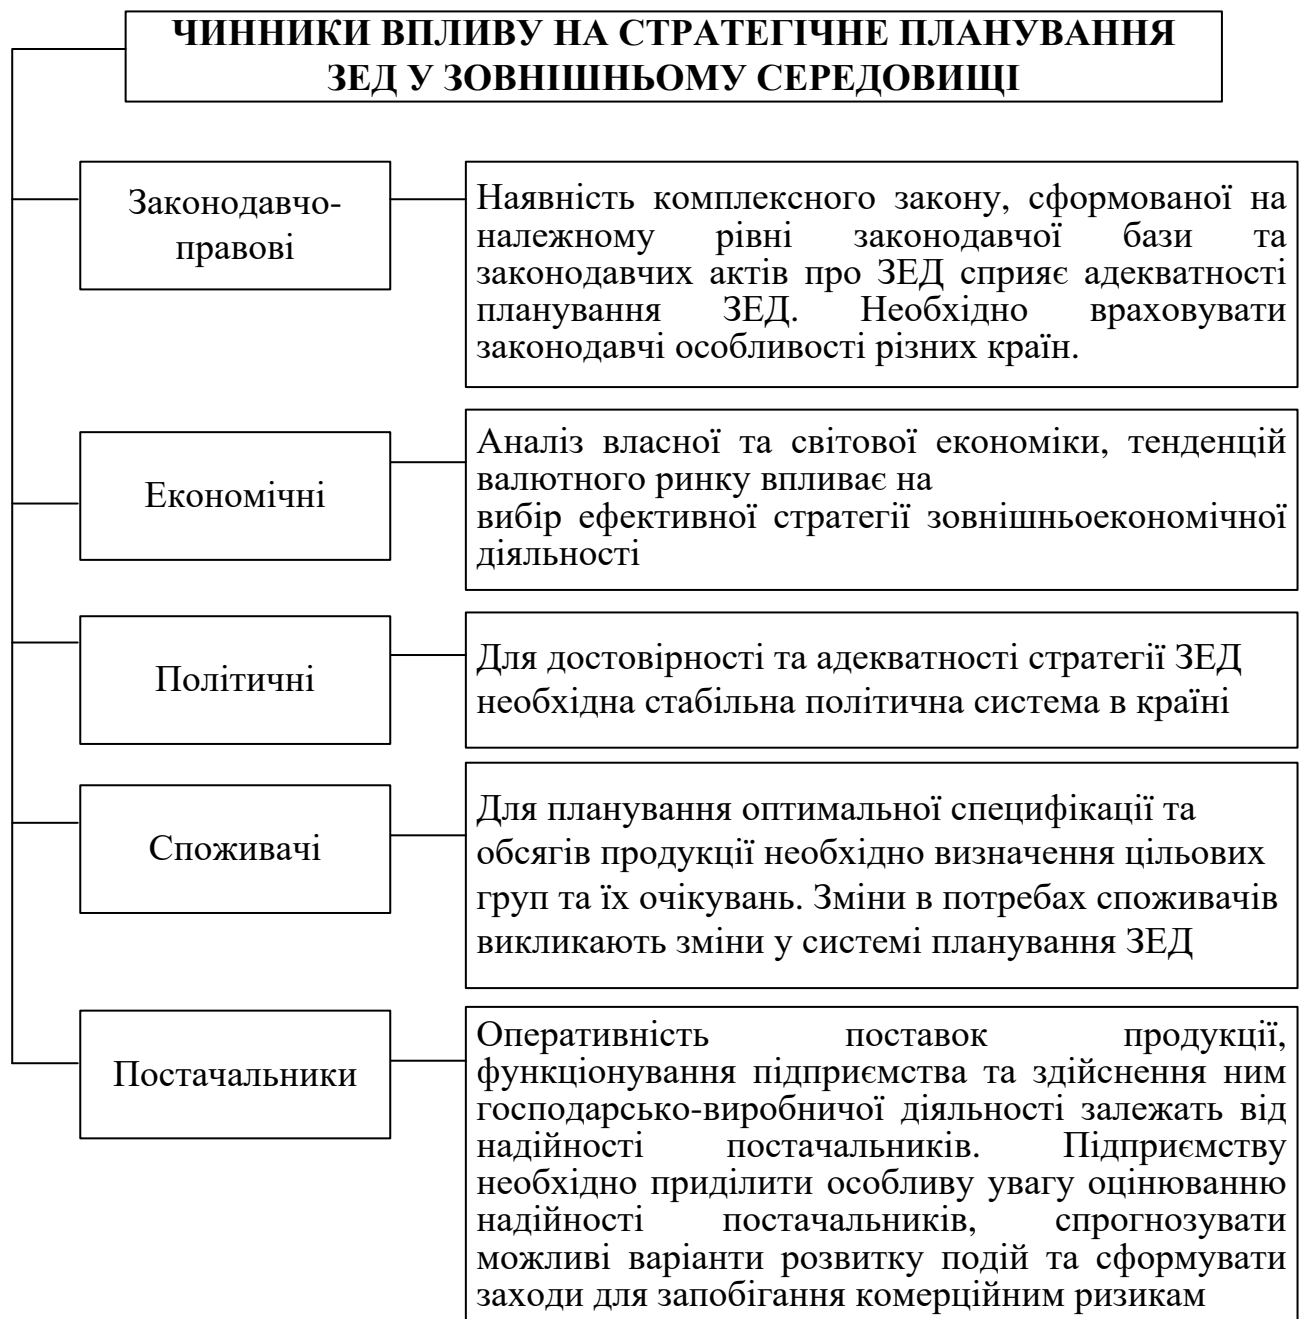 ЧИННИКИ ВПЛИВУ НА СТРАТЕГІЧНЕ ПЛАНУВАННЯ
ЗЕД У ЗОВНІШНЬОМУ СЕРЕДОВИЩІ
Законодавчо-
правові
Наявність комплексного закону, сформованої на
належному рівні законодавчої бази та
законодавчих актів про ЗЕД сприяє адекватності
планування ЗЕД. Необхідно враховувати
законодавчі особливості різних країн.
Економічні
Аналіз власної та світової економіки, тенденцій
валютного ринку впливає на
вибір ефективної стратегії зовнішньоекономічної
діяльності
Політичні
Для достовірності та адекватності стратегії ЗЕД
необхідна стабільна політична система в країні
Споживачі
Для планування оптимальної специфікації та
обсягів продукції необхідно визначення цільових
груп та їх очікувань. Зміни в потребах споживачів
викликають зміни у системі планування ЗЕД
Постачальники
Оперативність поставок продукції,
функціонування підприємства та здійснення ним
господарсько-виробничої діяльності залежать від
надійності постачальників. Підприємству
необхідно приділити особливу увагу оцінюванню
надійності постачальників, спрогнозувати
можливі варіанти розвитку подій та сформувати
заходи для запобігання комерційним ризикам